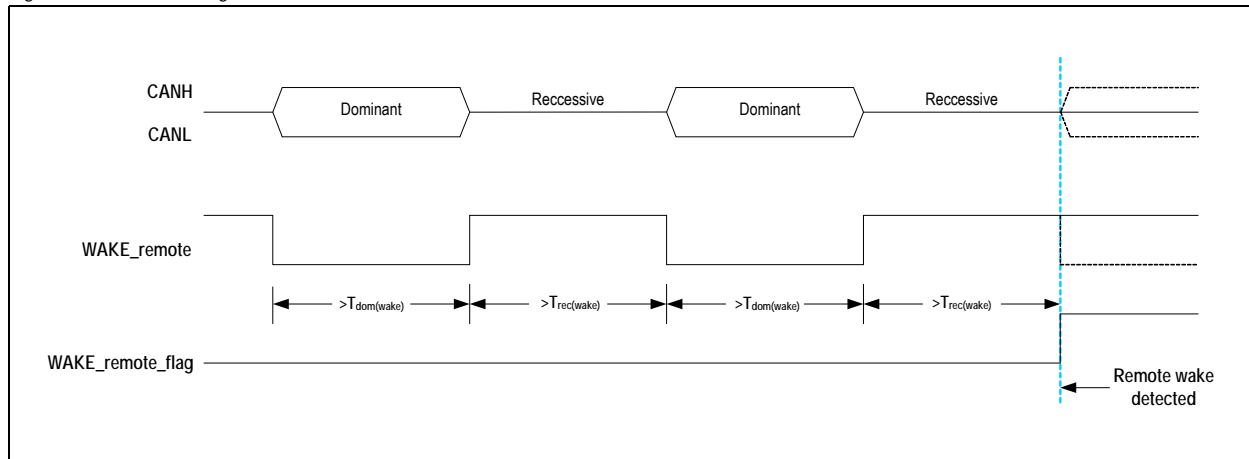 CANH
CANL
Dominant
Reccessive
Dominant
Reccessive
WAKE_remote
>Tdom(wake)
>Trec(wake)
>Tdom(wake)
>Trec(wake)
WAKE_remote_flag
Remote wake
detected